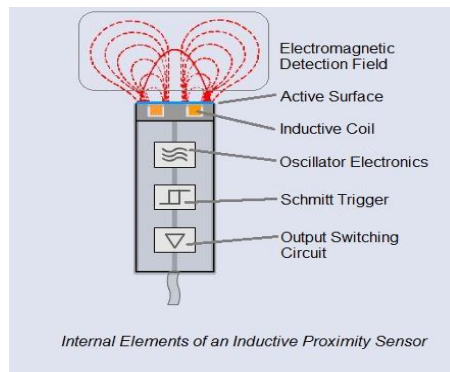 Electromagnetic
Detection Field
Active Surface
Inductive Coil
Oscillator Electronics
Schmitt Trigger
Output Switching
Circuit
Internal Elements of an Inductive Proximity Sensor